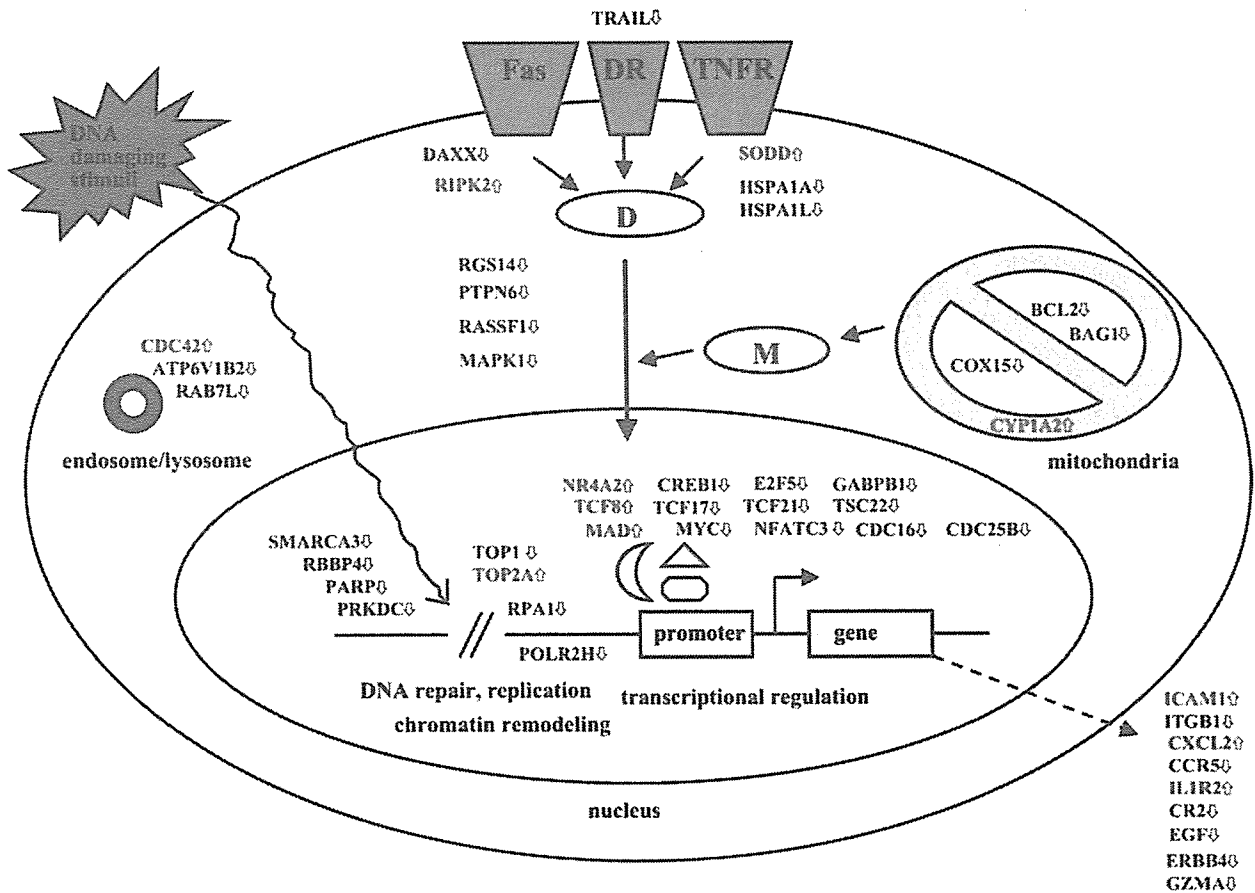 TRAIL⇩
Fas DR TNFR
DNA
damaging
stimuli
DAXX⇩
RIPK2⇧
SODD⇧
HSPA1A⇩
HSPA1L⇩
D
RGS14⇩
PTPN6⇩
RASSF1⇩
MAPK1⇩
M
BCL2⇩
BAG1⇩
COX15⇩
CYP1A2⇧
mitochondria
CDC42⇧
ATP6V1B2⇩
RAB7L⇩
endosome/lysosome
NR4A2⇧ CREB1⇩ E2F5⇩ GABPB1⇩
TCF8⇧ TCF17⇩ TCF21⇩ TSC22⇩
MAD⇧ MYC⇩ NFATC3⇩ CDC16⇩ CDC25B⇩
SMARCA3⇩
RBBP4⇩
PARP⇩
PRKDC⇩
TOP1⇩
TOP2A⇧
RPA1⇩
POLR2H⇩
promoter gene
DNA repair, replication
chromatin remodeling
transcriptional regulation
nucleus
ICAM1⇧
ITGB1⇩
CXCL2⇧
CCR5⇩
IL1R2⇧
CR2⇩
EGF⇩
ERBB4⇩
GZMA⇩